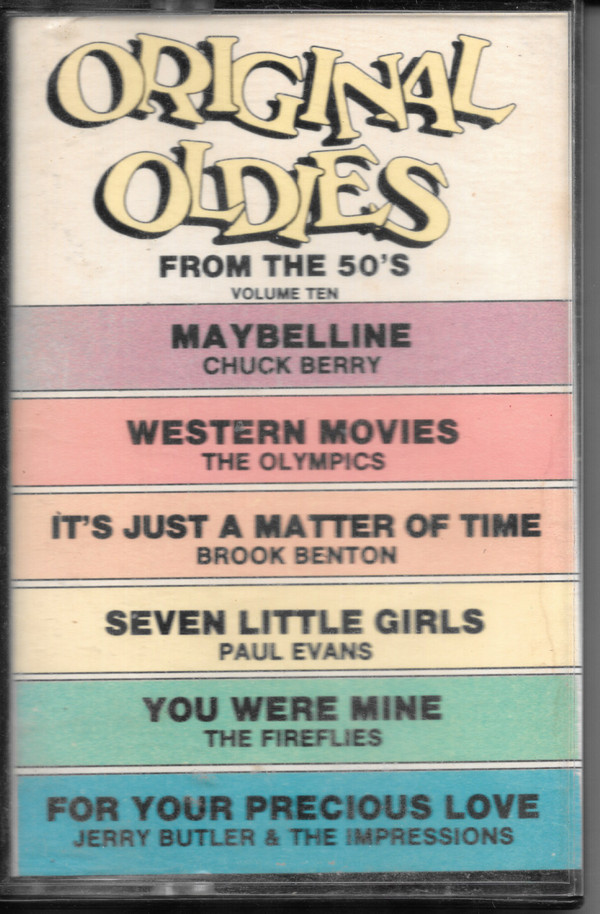 ORIGINAL
OLDIES
FROM THE 50'S
VOLUME TEN
MAYBELLINE
CHUCK BERRY
WESTERN MOVIES
THE OLYMPICS
IT'S JUST A MATTER OF TIME
BROOK BENTON
SEVEN LITTLE GIRLS
PAUL EVANS
YOU WERE MINE
THE FIREFLIES
FOR YOUR PRECIOUS LOVE
JERRY BUTLER & THE IMPRESSIONS